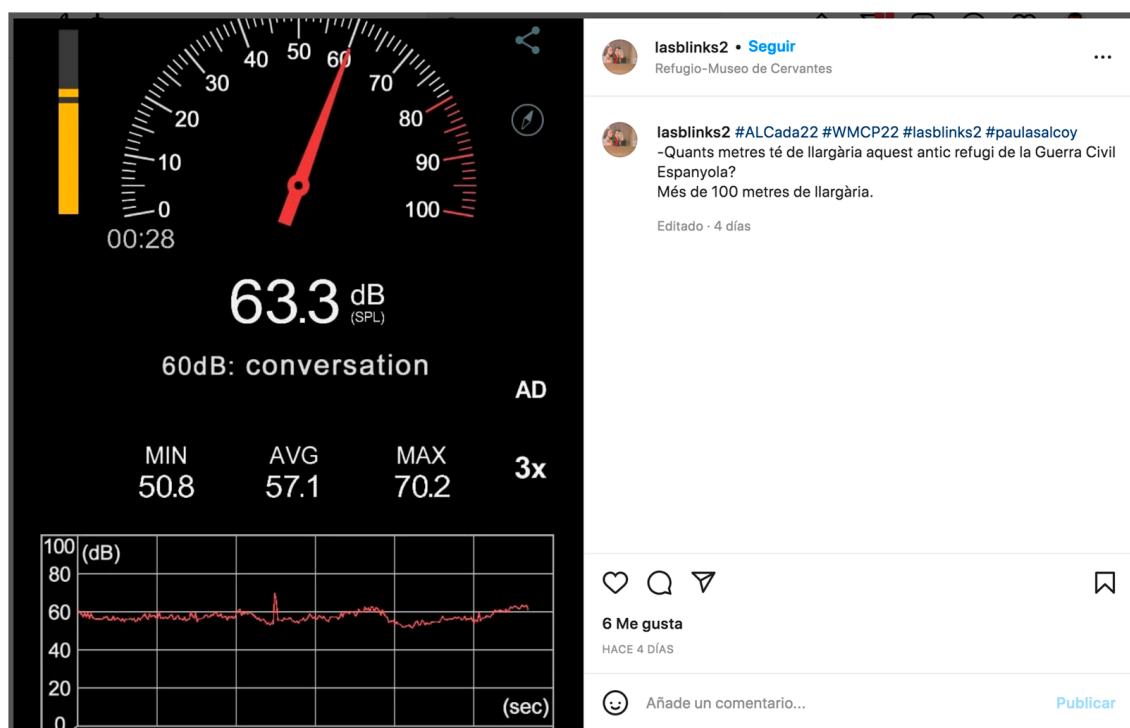 50
40
60
30
70
20
80
10
90
0
100
00:28
63.3 dB
(SPL)
60dB: conversation
AD
MIN AVG MAX
50.8 57.1 70.2
3x
100 (dB)
80
60
40
20
(sec)
0
lasblinks2 • Seguir
Refugio-Museo de Cervantes
lasblinks2 #ALCada22 #WMCP22 #lasblinks2 #paulasalcoy
-Quants metres té de llargària aquest antic refugi de la Guerra Civil
Espanyola?
Més de 100 metres de llargària.
Editado · 4 días
6 Me gusta
HACE 4 DÍAS
Añade un comentario...
Publicar